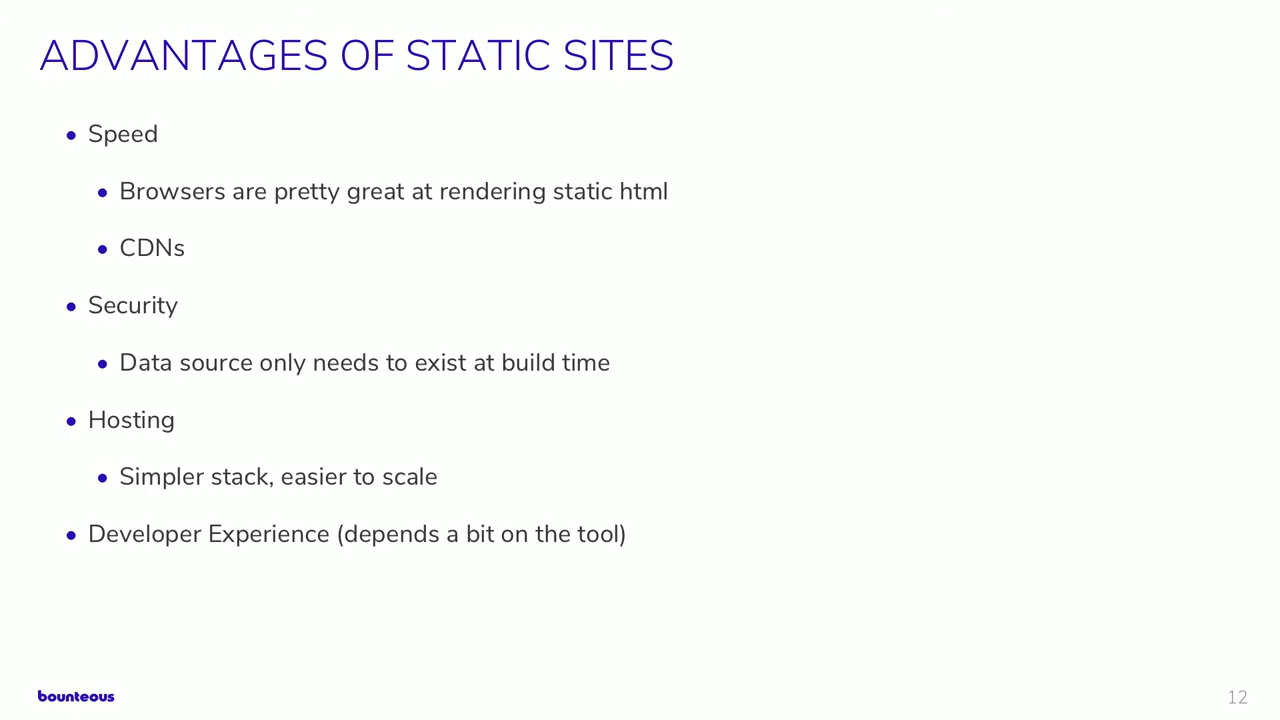 ADVANTAGES OF STATIC SITES
• Speed
• Browsers are pretty great at rendering static html
• CDNs
• Security
• Data source only needs to exist at build time
• Hosting
• Simpler stack, easier to scale
• Developer Experience (depends a bit on the tool)
bounteous
12